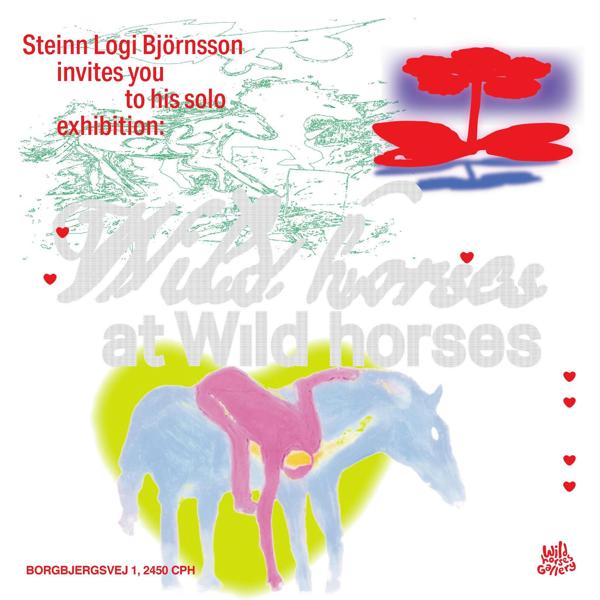 Steinn Logi Björnsson
invites you
to his solo
exhibition:
Wild horses
at Wild horses
BORGBJERGSVEJ 1, 2450 CPH
Wild
horses
Gallery